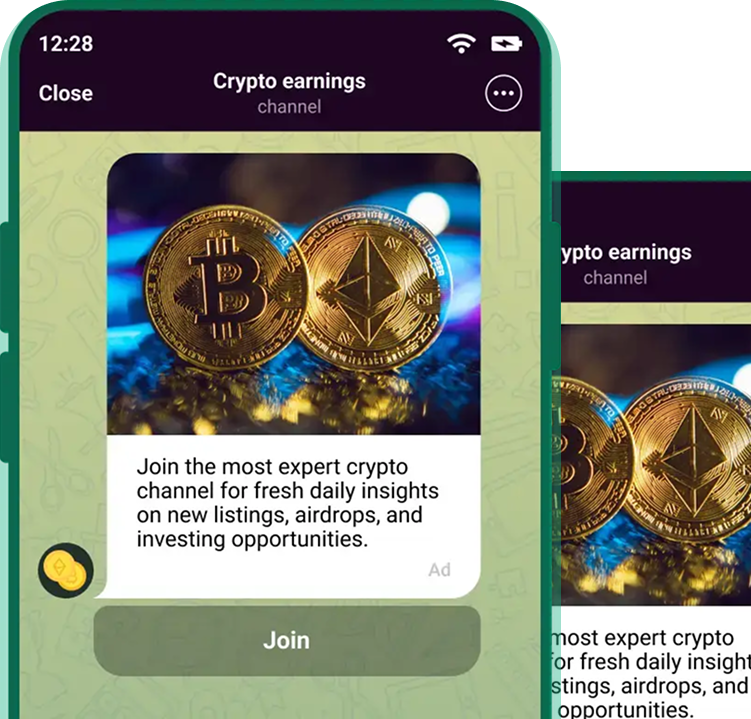 12:28
Close
Crypto earnings
channel
Join the most expert crypto
channel for fresh daily insights
on new listings, airdrops, and
investing opportunities.
Ad
Join
ypto earnings
channel
most expert crypto
for fresh daily insight
stings, airdrops, and
opportunities.